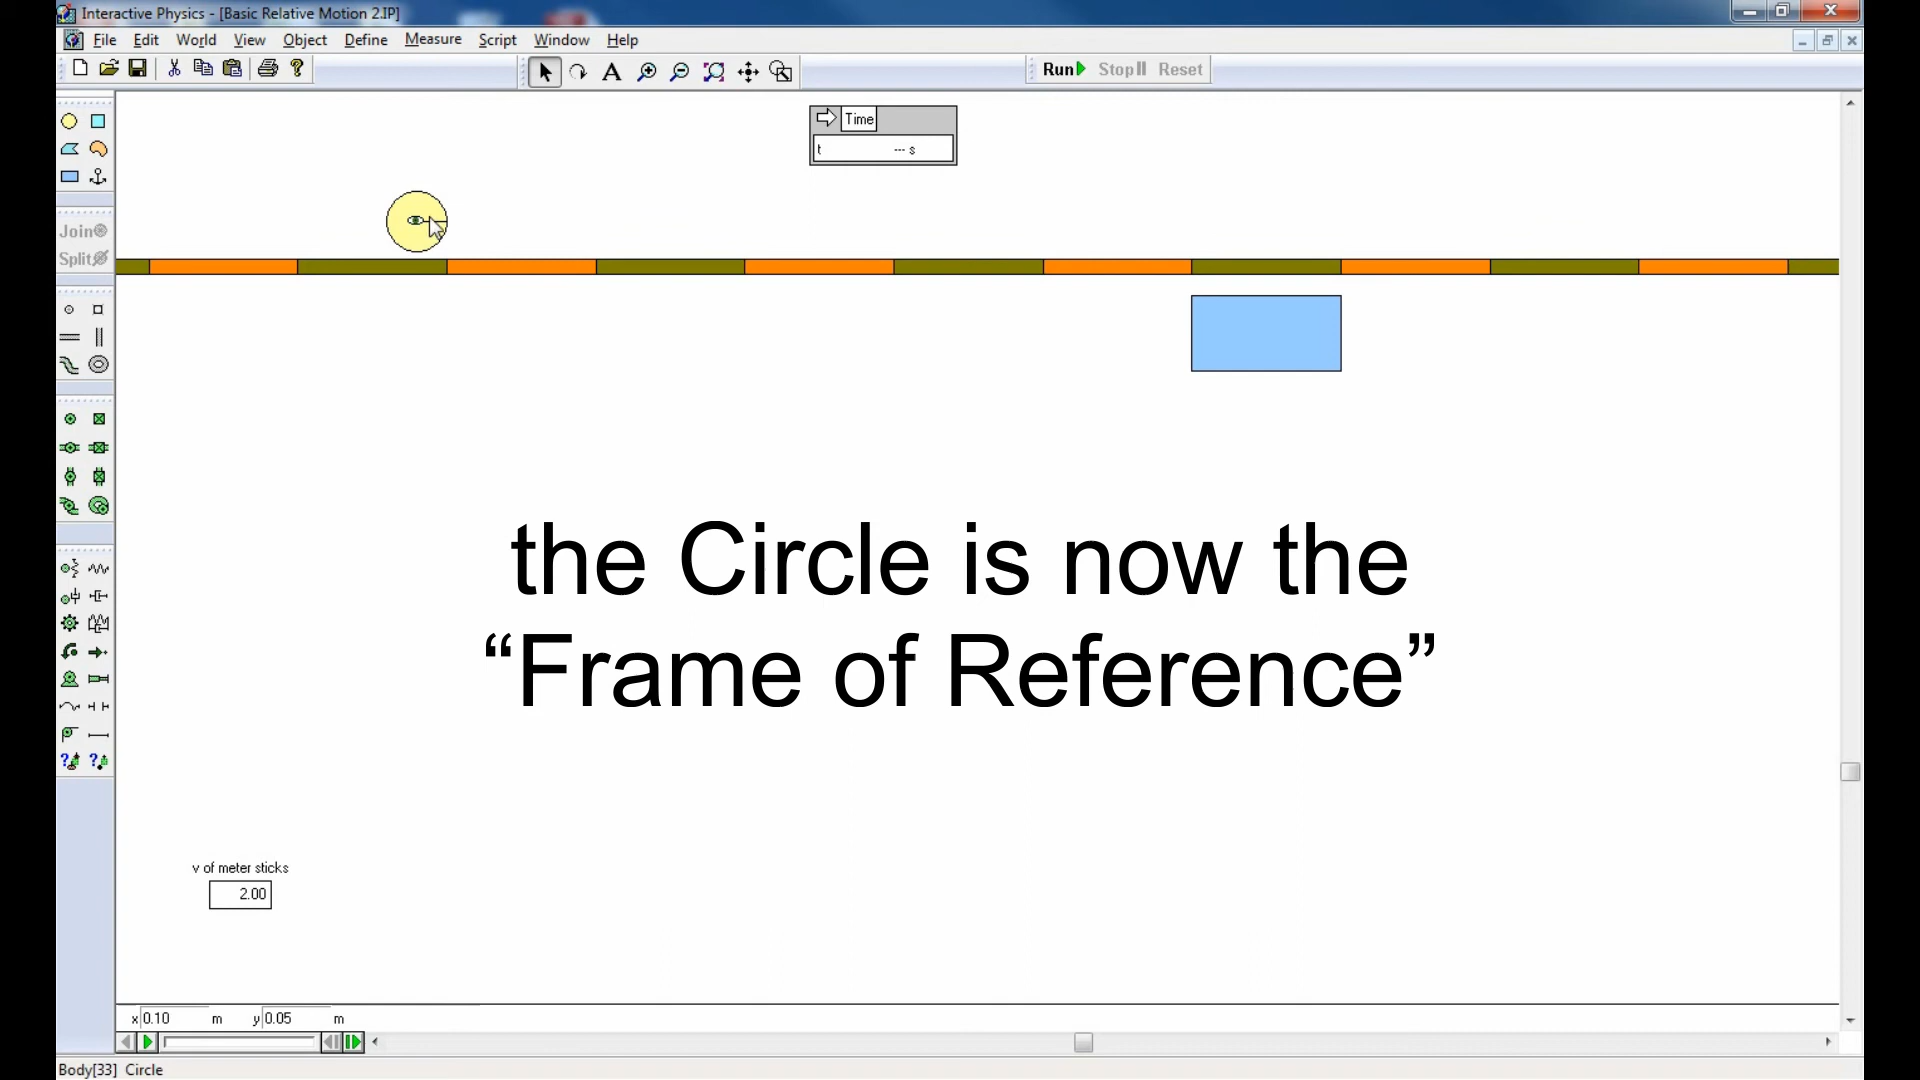 Interactive Physics - [Basic Relative Motion 2.IP]
File Edit World View Object Define Measure Script Window Help
Run Stop Reset
Time
t --- s
Join
Split
the Circle is now the
“Frame of Reference”
v of meter sticks
2.00
x 0.10 m y 0.05 m
Body[33] Circle